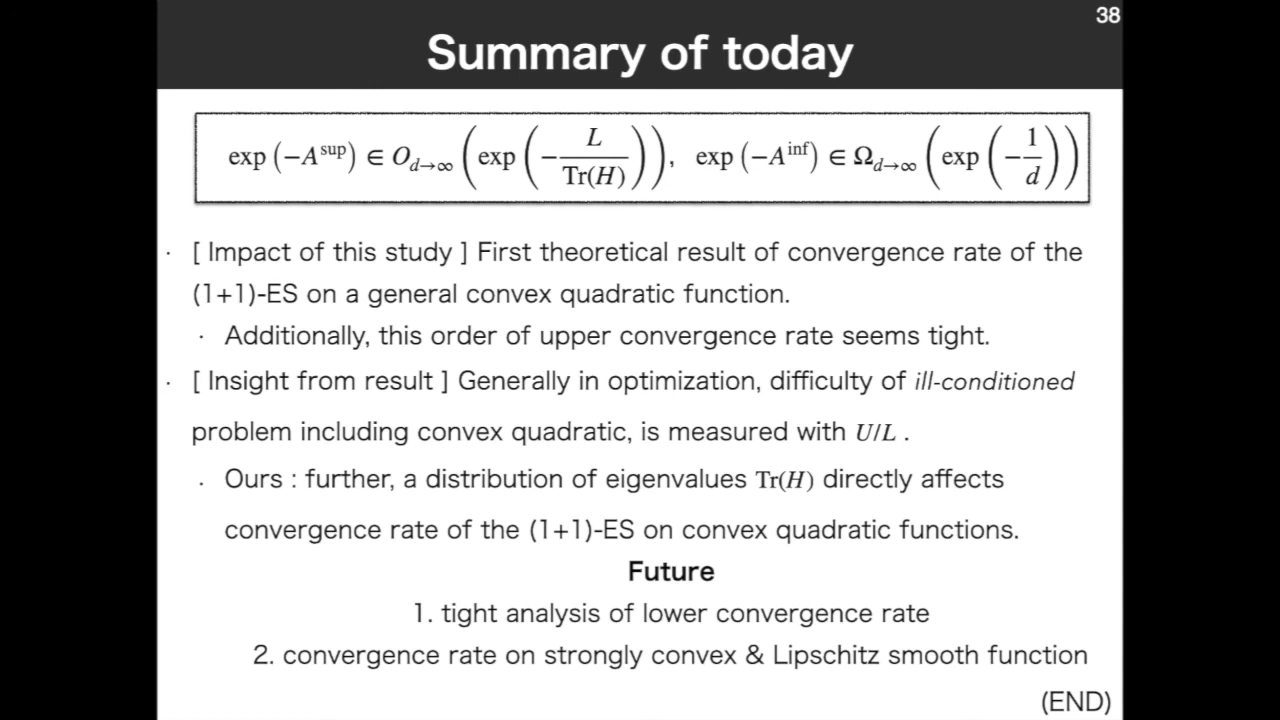 38
Summary of today
exp (−A^sup) ∈ O_{d→∞} (exp (−L/Tr(H))), exp (−A^inf) ∈ Ω_{d→∞} (exp (−1/d))
· [ Impact of this study ] First theoretical result of convergence rate of the
(1+1)-ES on a general convex quadratic function.
· Additionally, this order of upper convergence rate seems tight.
· [ Insight from result ] Generally in optimization, difficulty of ill-conditioned
problem including convex quadratic, is measured with U/L .
· Ours : further, a distribution of eigenvalues Tr(H) directly affects
convergence rate of the (1+1)-ES on convex quadratic functions.
Future
1. tight analysis of lower convergence rate
2. convergence rate on strongly convex & Lipschitz smooth function
(END)